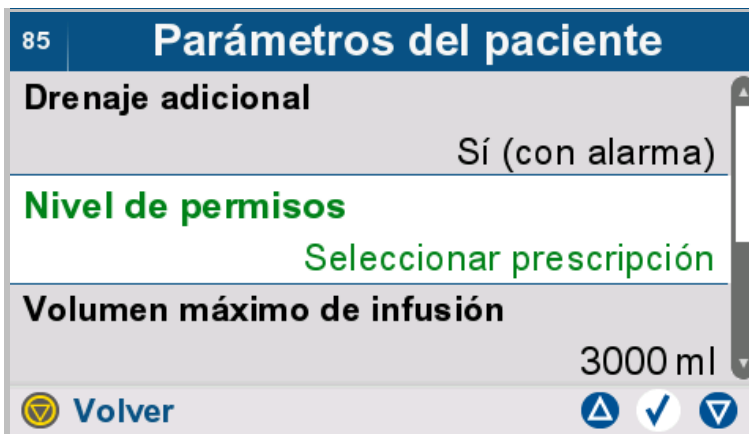 85 Parámetros del paciente
Drenaje adicional
Sí (con alarma)
Nivel de permisos
Seleccionar prescripción
Volumen máximo de infusión
3000 ml
Volver